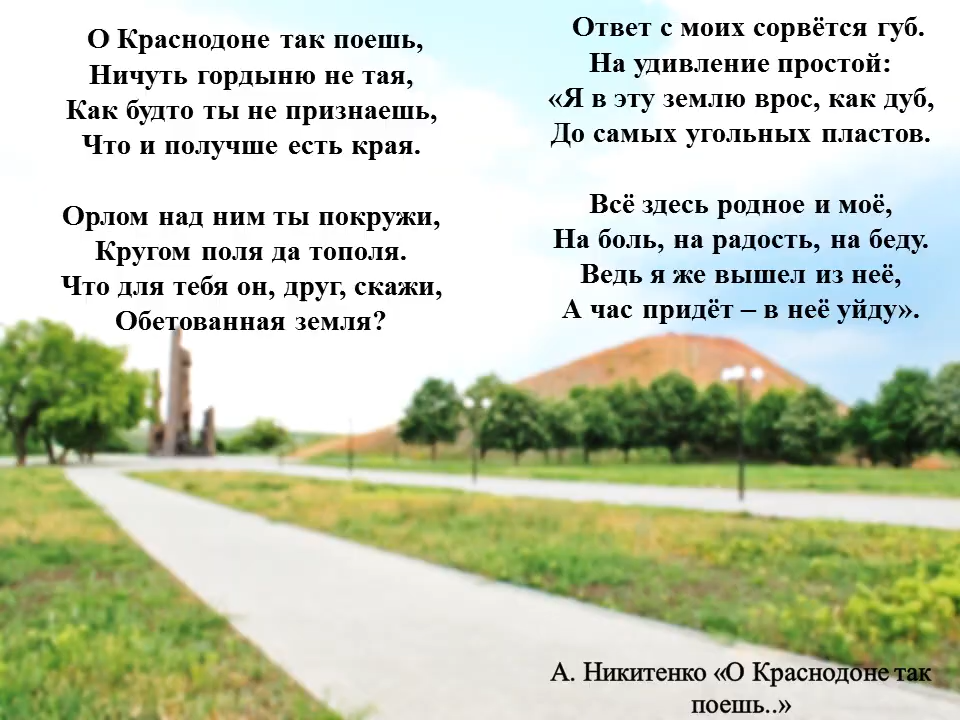 О Краснодоне так поешь,
Ничуть гордыню не тая,
Как будто ты не признаешь,
Что и получше есть края.
Орлом над ним ты покружи,
Кругом поля да тополя.
Что для тебя он, друг, скажи,
Обетованная земля?
Ответ с моих сорвётся губ.
На удивление простой:
«Я в эту землю врос, как дуб,
До самых угольных пластов.
Всё здесь родное и моё,
На боль, на радость, на беду.
Ведь я же вышел из неё,
А час придёт – в неё уйду».
А. Никитенко «О Краснодоне так
поешь..»